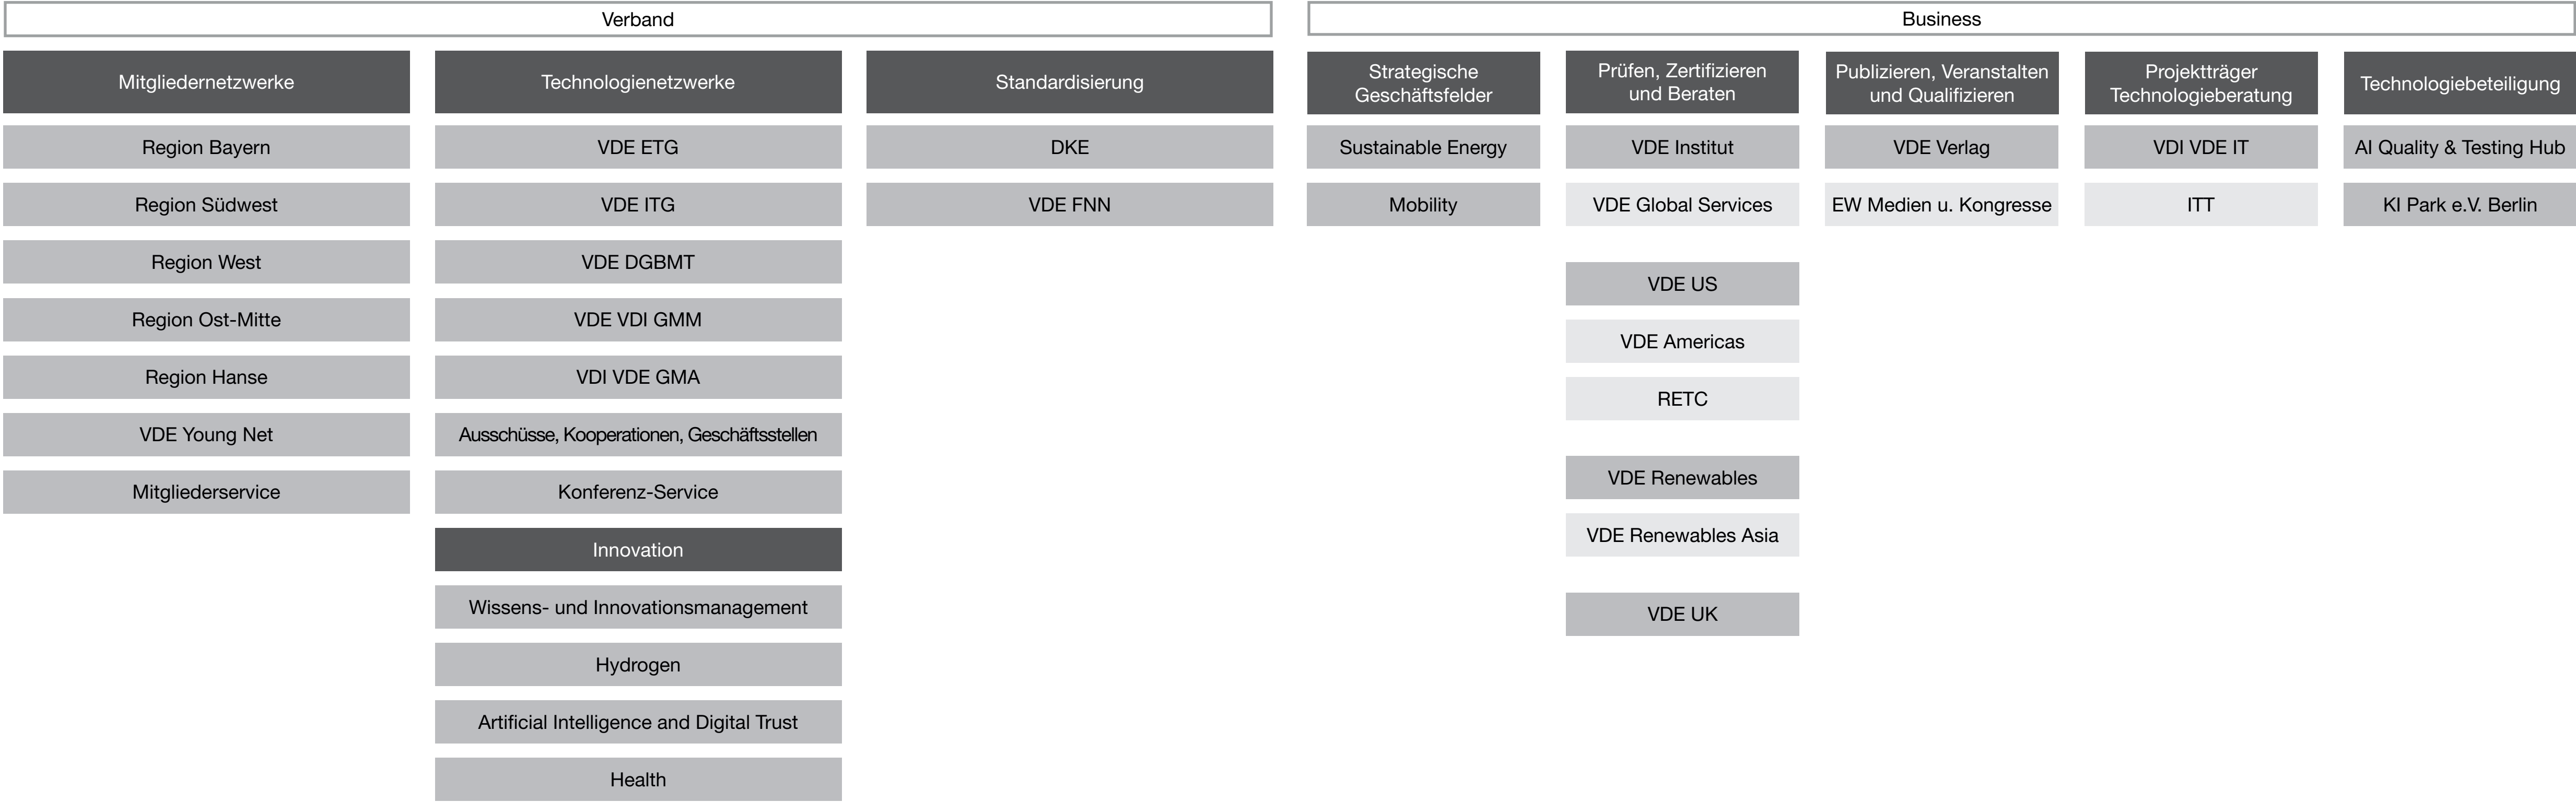 Verband
Mitgliedernetzwerke
Region Bayern
Region Südwest
Region West
Region Ost-Mitte
Region Hanse
VDE Young Net
Mitgliederservice
Technologienetzwerke
VDE ETG
VDE ITG
VDE DGBMT
VDE VDI GMM
VDI VDE GMA
Ausschüsse, Kooperationen, Geschäftsstellen
Konferenz-Service
Innovation
Wissens- und Innovationsmanagement
Hydrogen
Artificial Intelligence and Digital Trust
Health
Standardisierung
DKE
VDE FNN
Business
Strategische
Geschäftsfelder
Sustainable Energy
Mobility
Prüfen, Zertifizieren
und Beraten
VDE Institut
VDE Global Services
VDE US
VDE Americas
RETC
VDE Renewables
VDE Renewables Asia
VDE UK
Publizieren, Veranstalten
und Qualifizieren
VDE Verlag
EW Medien u. Kongresse
Projektträger
Technologieberatung
VDI VDE IT
ITT
Technologiebeteiligung
AI Quality & Testing Hub
KI Park e.V. Berlin